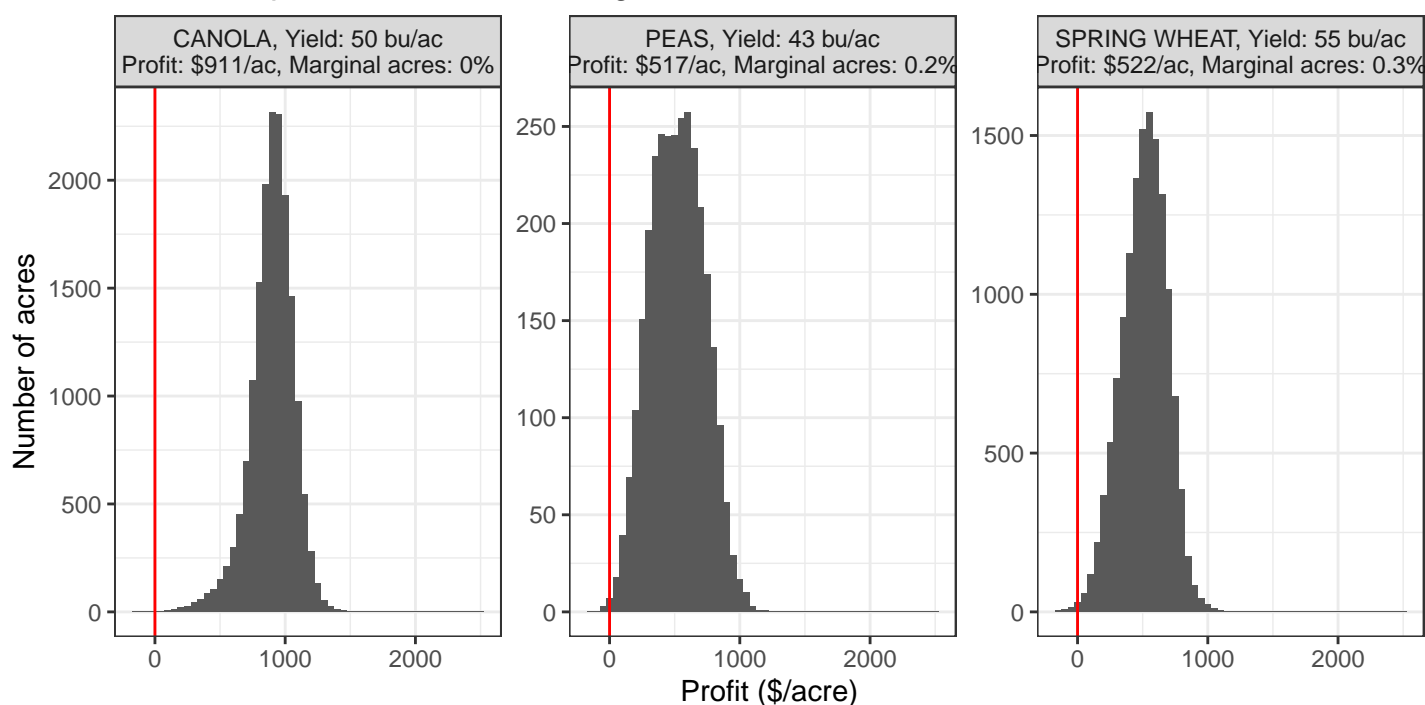 CANOLA, Yield: 50 bu/ac
Profit: $911/ac, Marginal acres: 0%
PEAS, Yield: 43 bu/ac
Profit: $517/ac, Marginal acres: 0.2%
SPRING WHEAT, Yield: 55 bu/ac
Profit: $522/ac, Marginal acres: 0.3%
Number of acres
2000
1500
1000
500
0
250
200
150
100
50
0
1500
1000
500
0
0 1000 2000
0 1000 2000
0 1000 2000
Profit ($/acre)